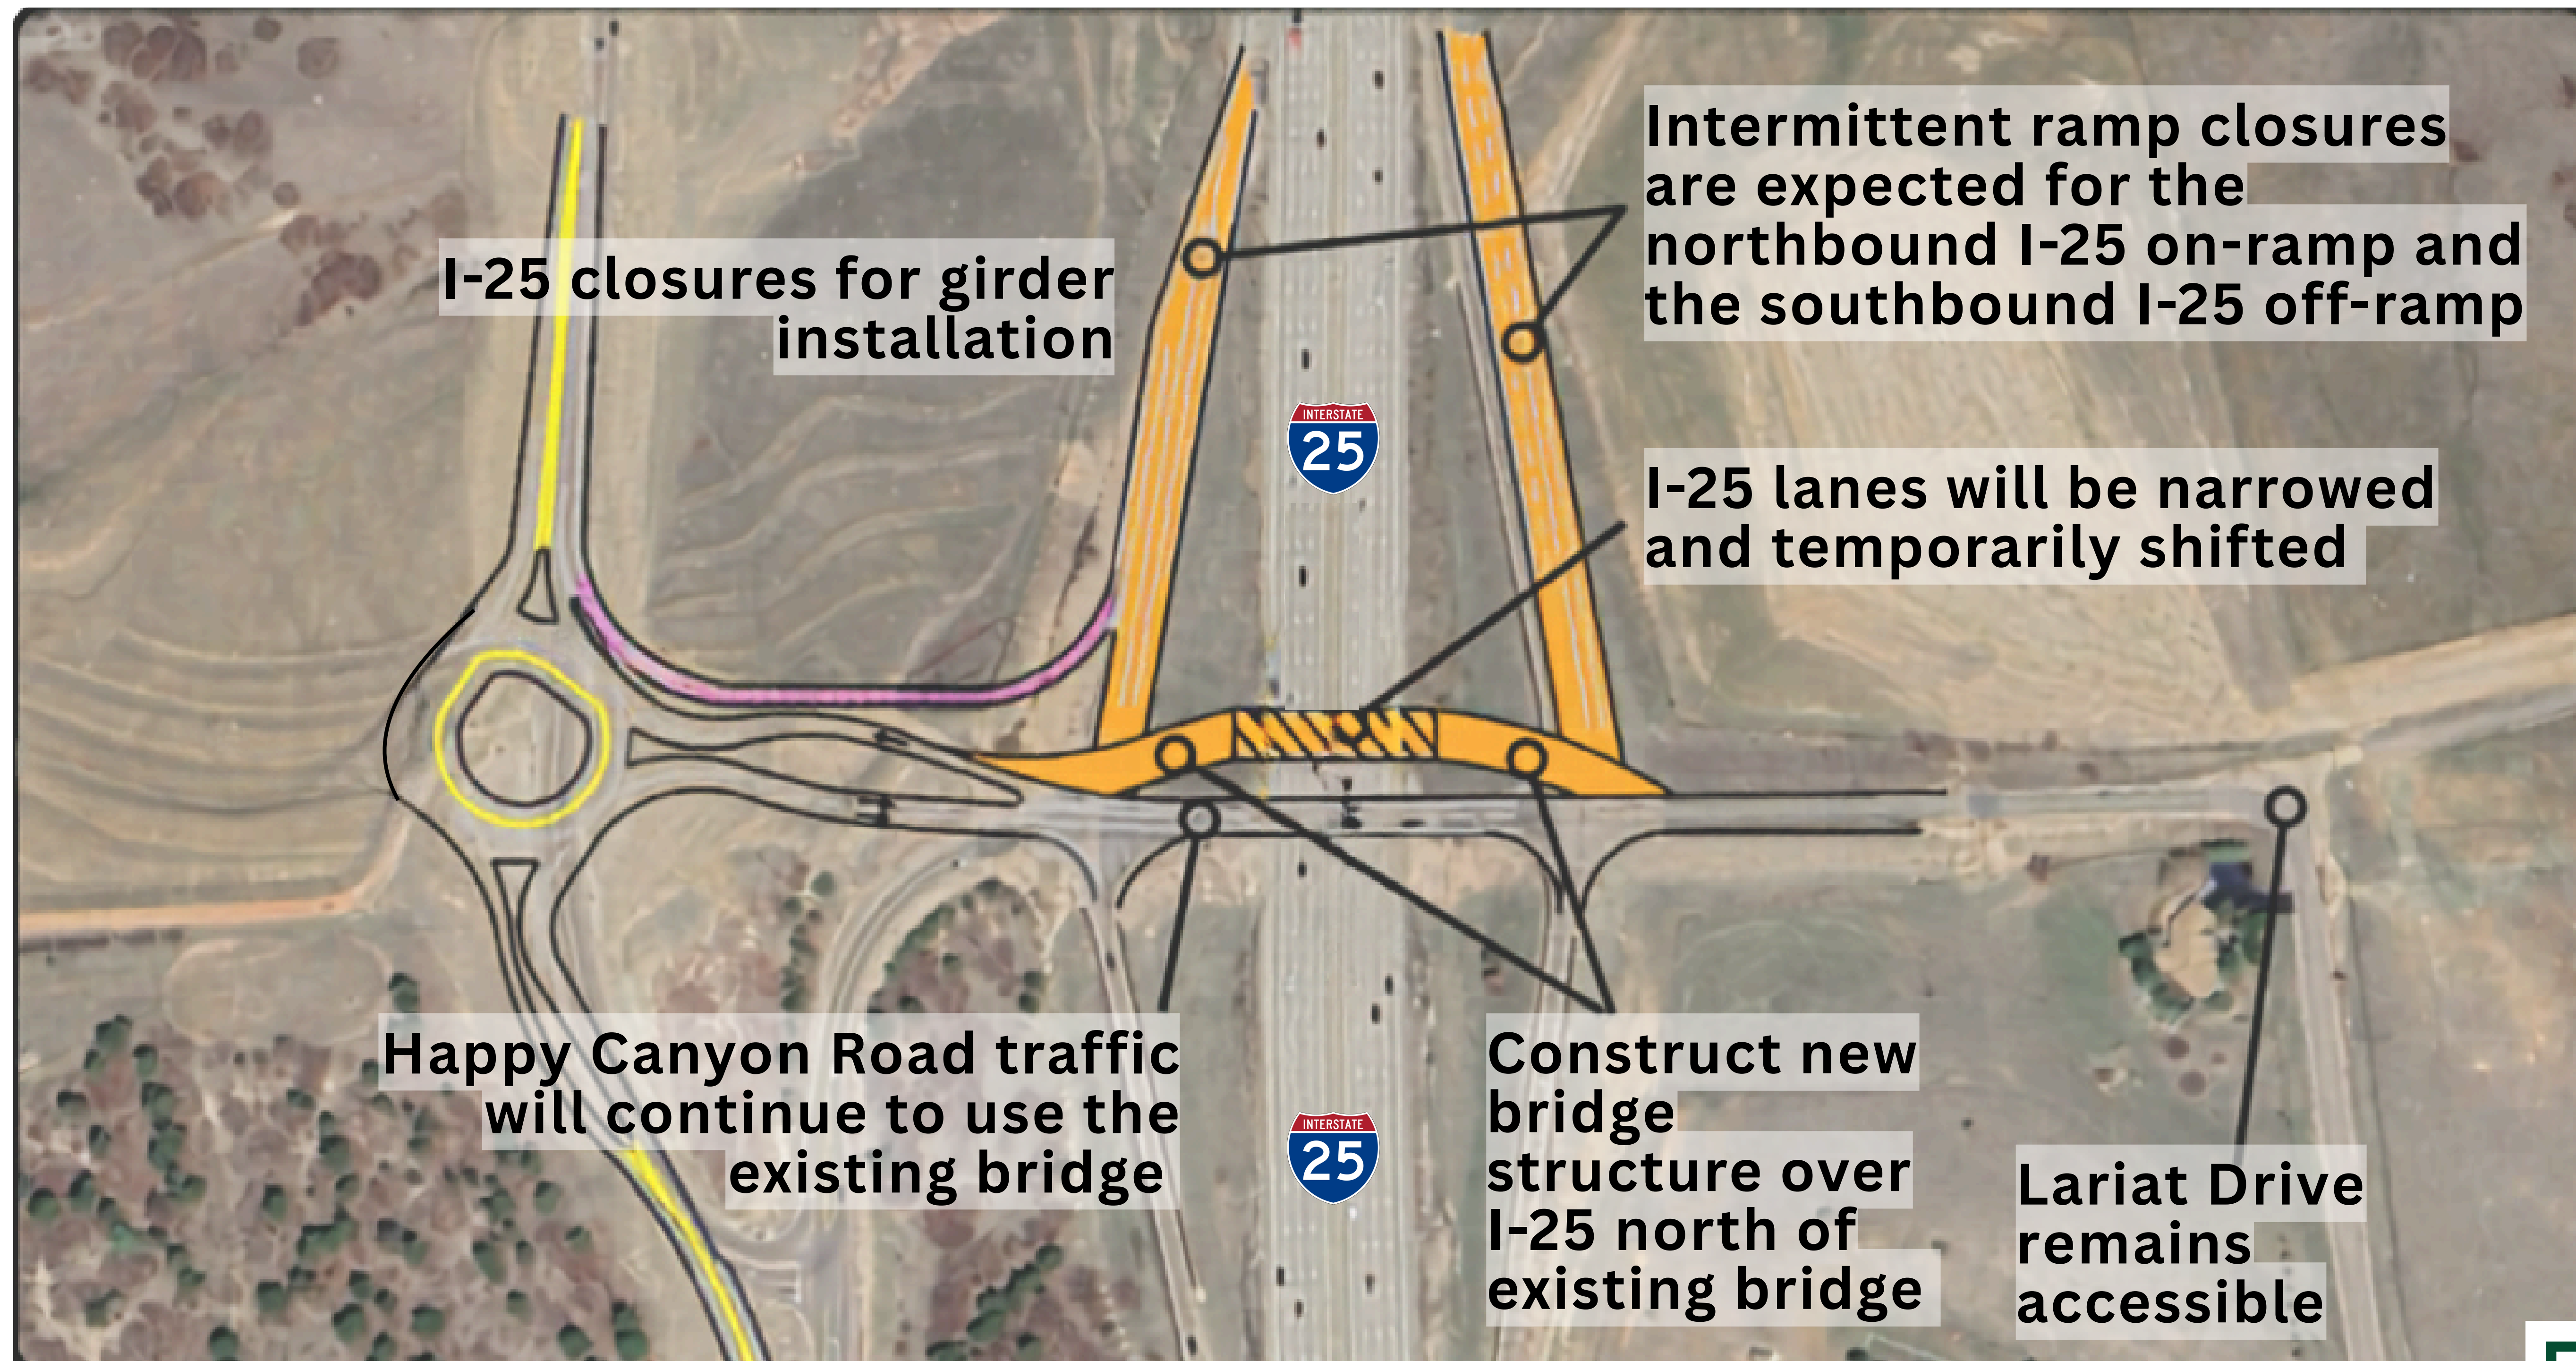 I-25 closures for girder
installation
Intermittent ramp closures
are expected for the
northbound I-25 on-ramp and
the southbound I-25 off-ramp
INTERSTATE
25
I-25 lanes will be narrowed
and temporarily shifted
Happy Canyon Road traffic
will continue to use the
existing bridge
INTERSTATE
25
Construct new
bridge
structure over
I-25 north of
existing bridge
Lariat Drive
remains
accessible